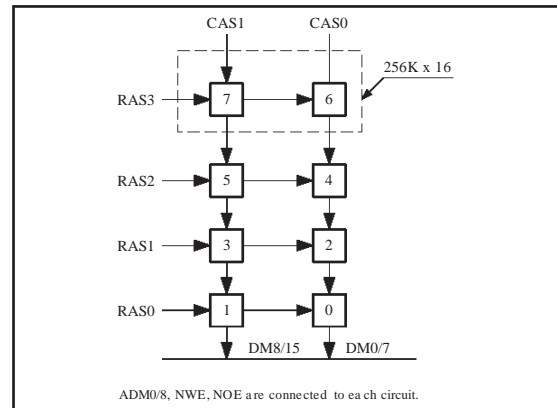 CAS1 CAS0
256K x 16
RAS3 7 6
RAS2 5 4
RAS1 3 2
RAS0 1 0
DM8/15 DM0/7
ADM0/8, NWE, NOE are connected to each circuit.